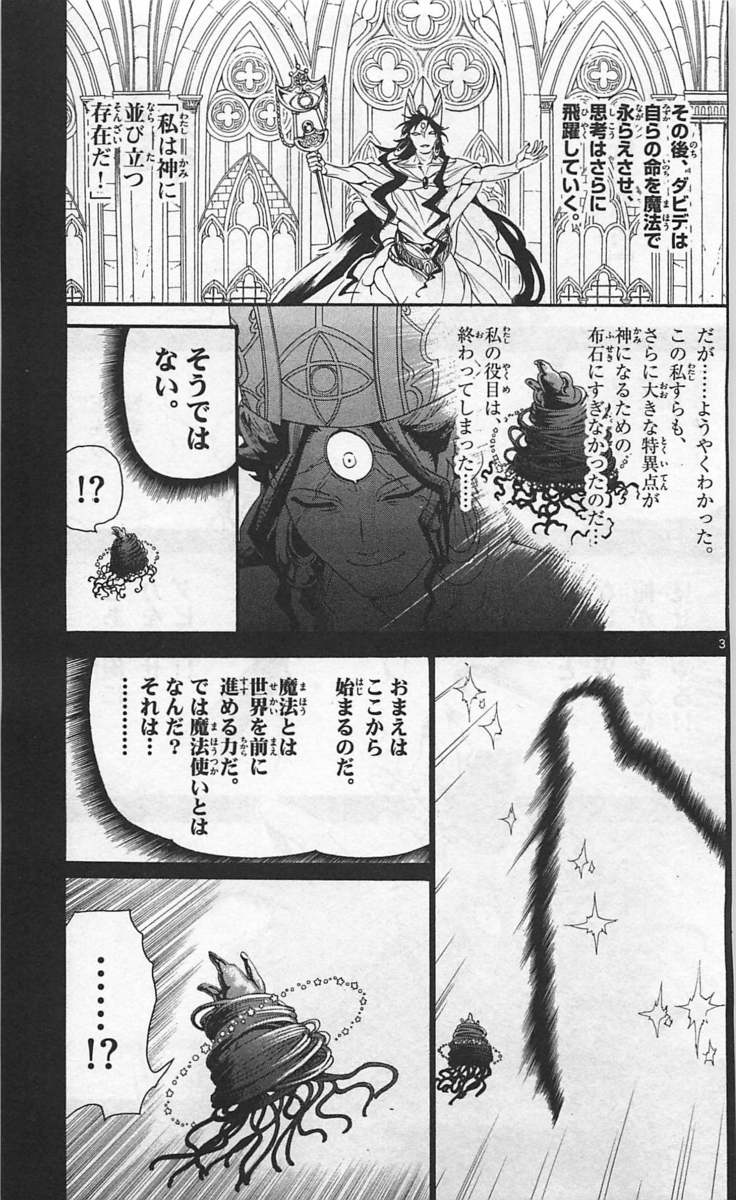 その後、ダビデは
自らの命を魔法で
永らえさせ、
思考はさらに
飛躍していく。
「私は神に
並び立つ
存在だ！」
だが……ようやくわかった。
この私すらも、
さらに大きな特異点が
神になるための
布石にすぎなかったのだ…
私の役目は、
終わってしまった……
そうでは
ない。
!?
3
おまえは
ここから
始まるのだ。
魔法とは
世界を前に
進める力だ。
では魔法使いとは
なんだ？
それは…
…………
……!?